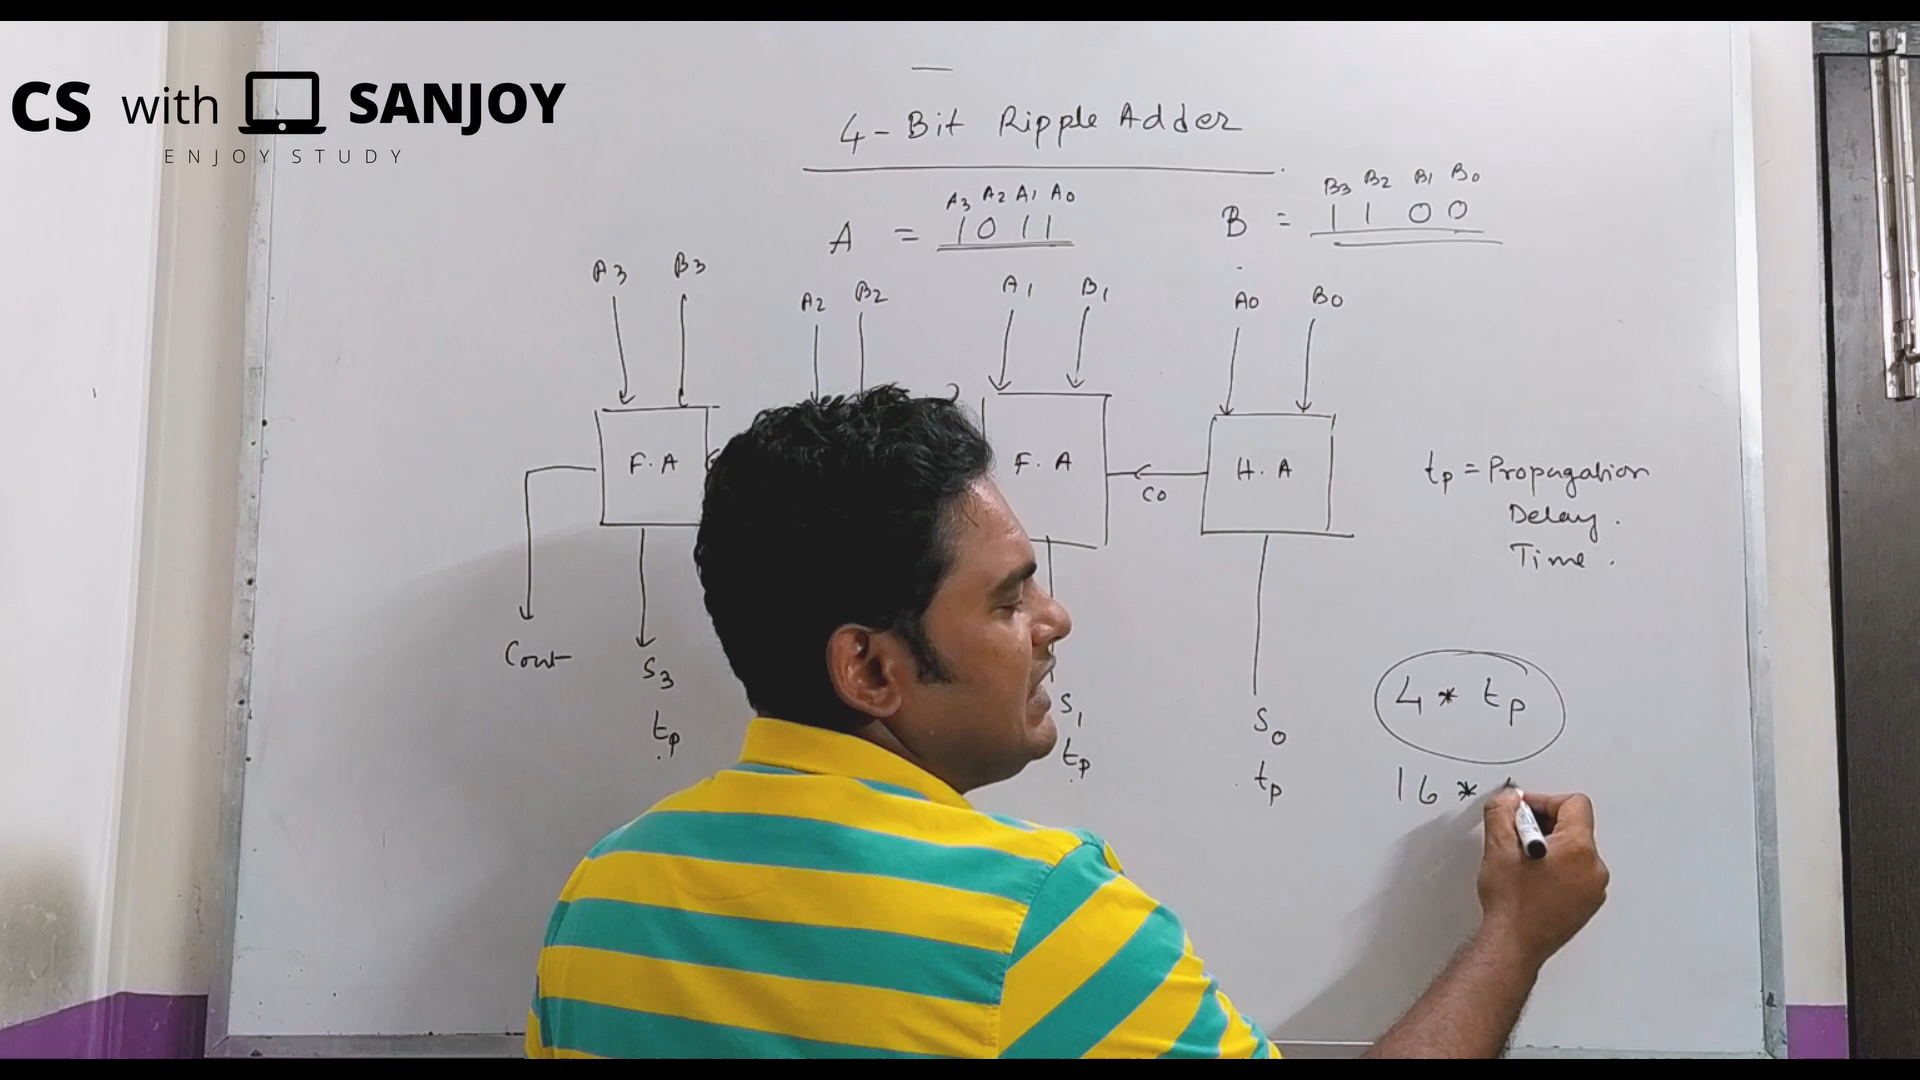 CS with SANJOY
ENJOY STUDY
4-Bit Ripple Adder
A3 A2 A1 A0
A = 1011
B3 B2 B1 B0
B = 1100
A3 B3
A2 B2
A1 B1
A0 B0
F.A
F.A
C0
H.A
tp = Propagation
Delay.
Time.
Cout
S3
tp
S1
tp
S0
tp
4 * tp
16 *